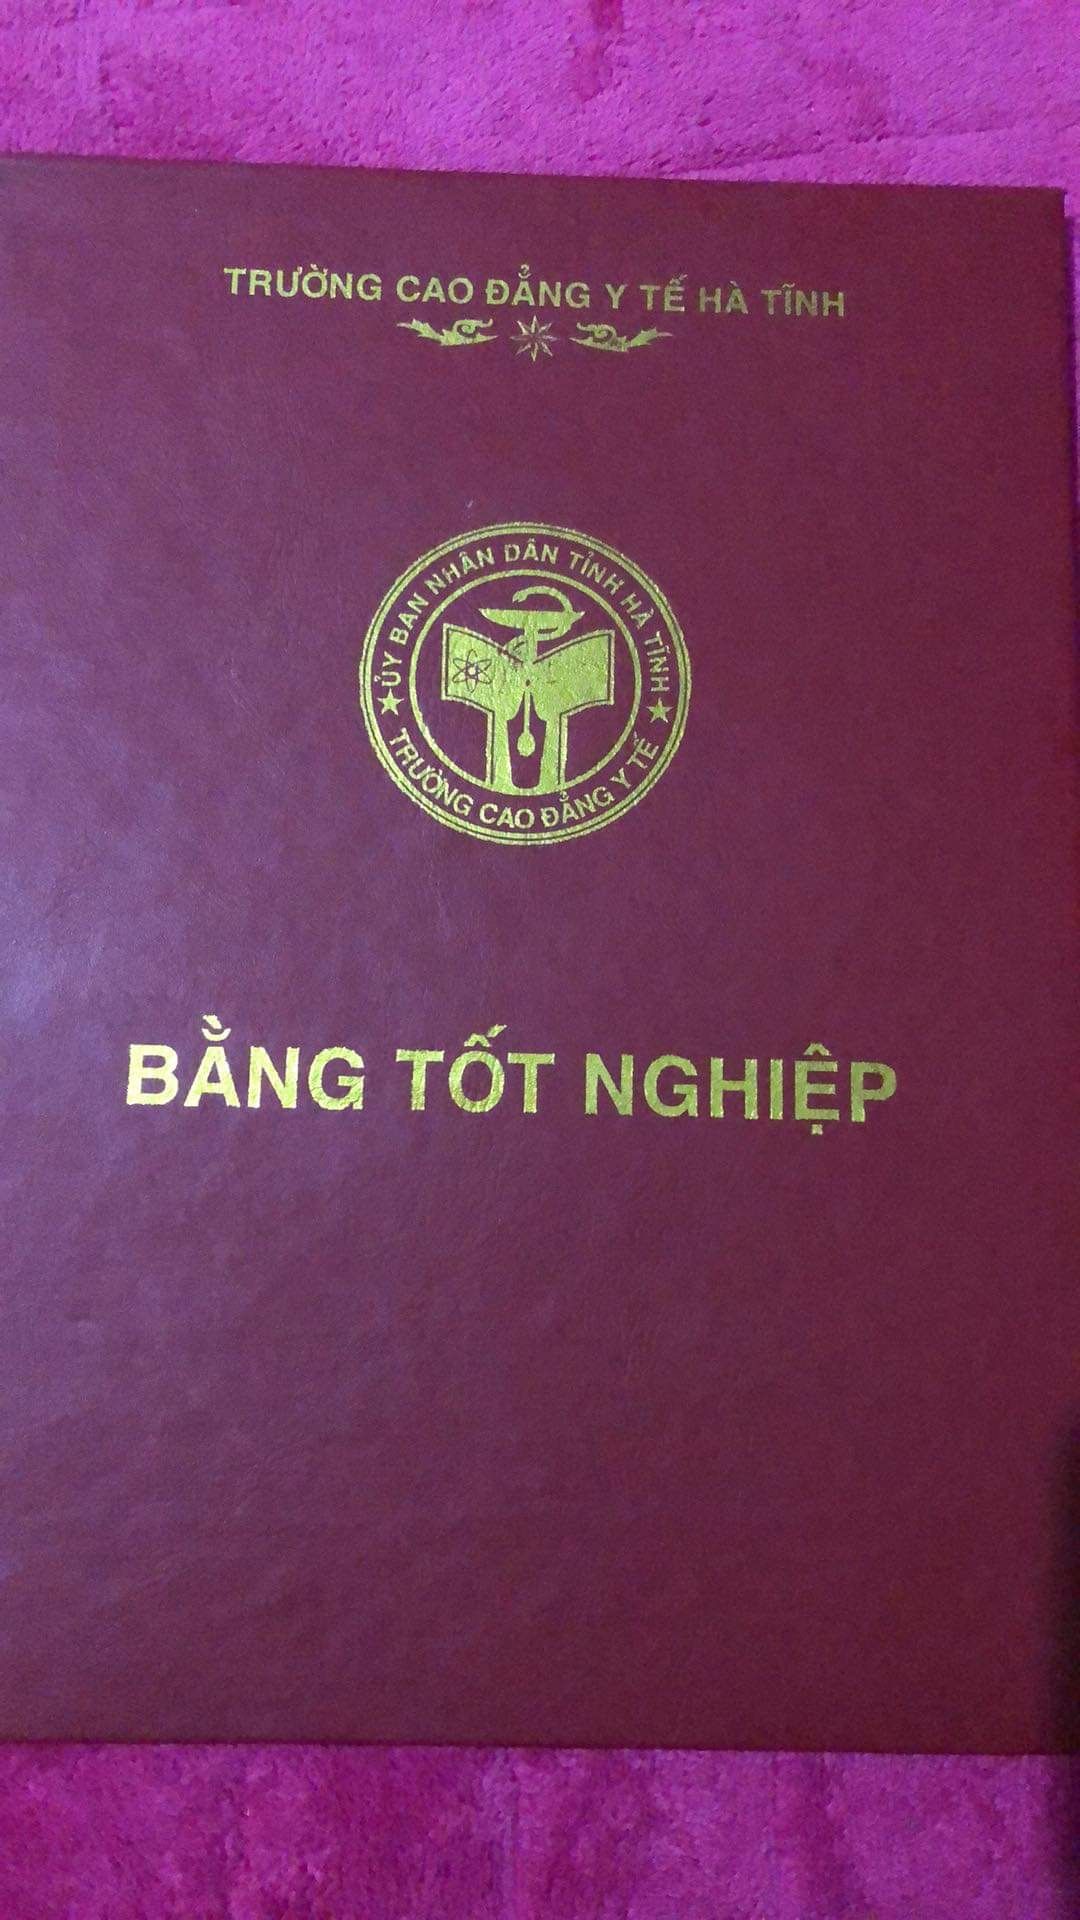 TRƯỜNG CAO ĐẲNG Y TẾ HÀ TĨNH
ỦY BAN NHÂN DÂN TỈNH HÀ TĨNH
TRƯỜNG CAO ĐẲNG Y TẾ
BẰNG TỐT NGHIỆP